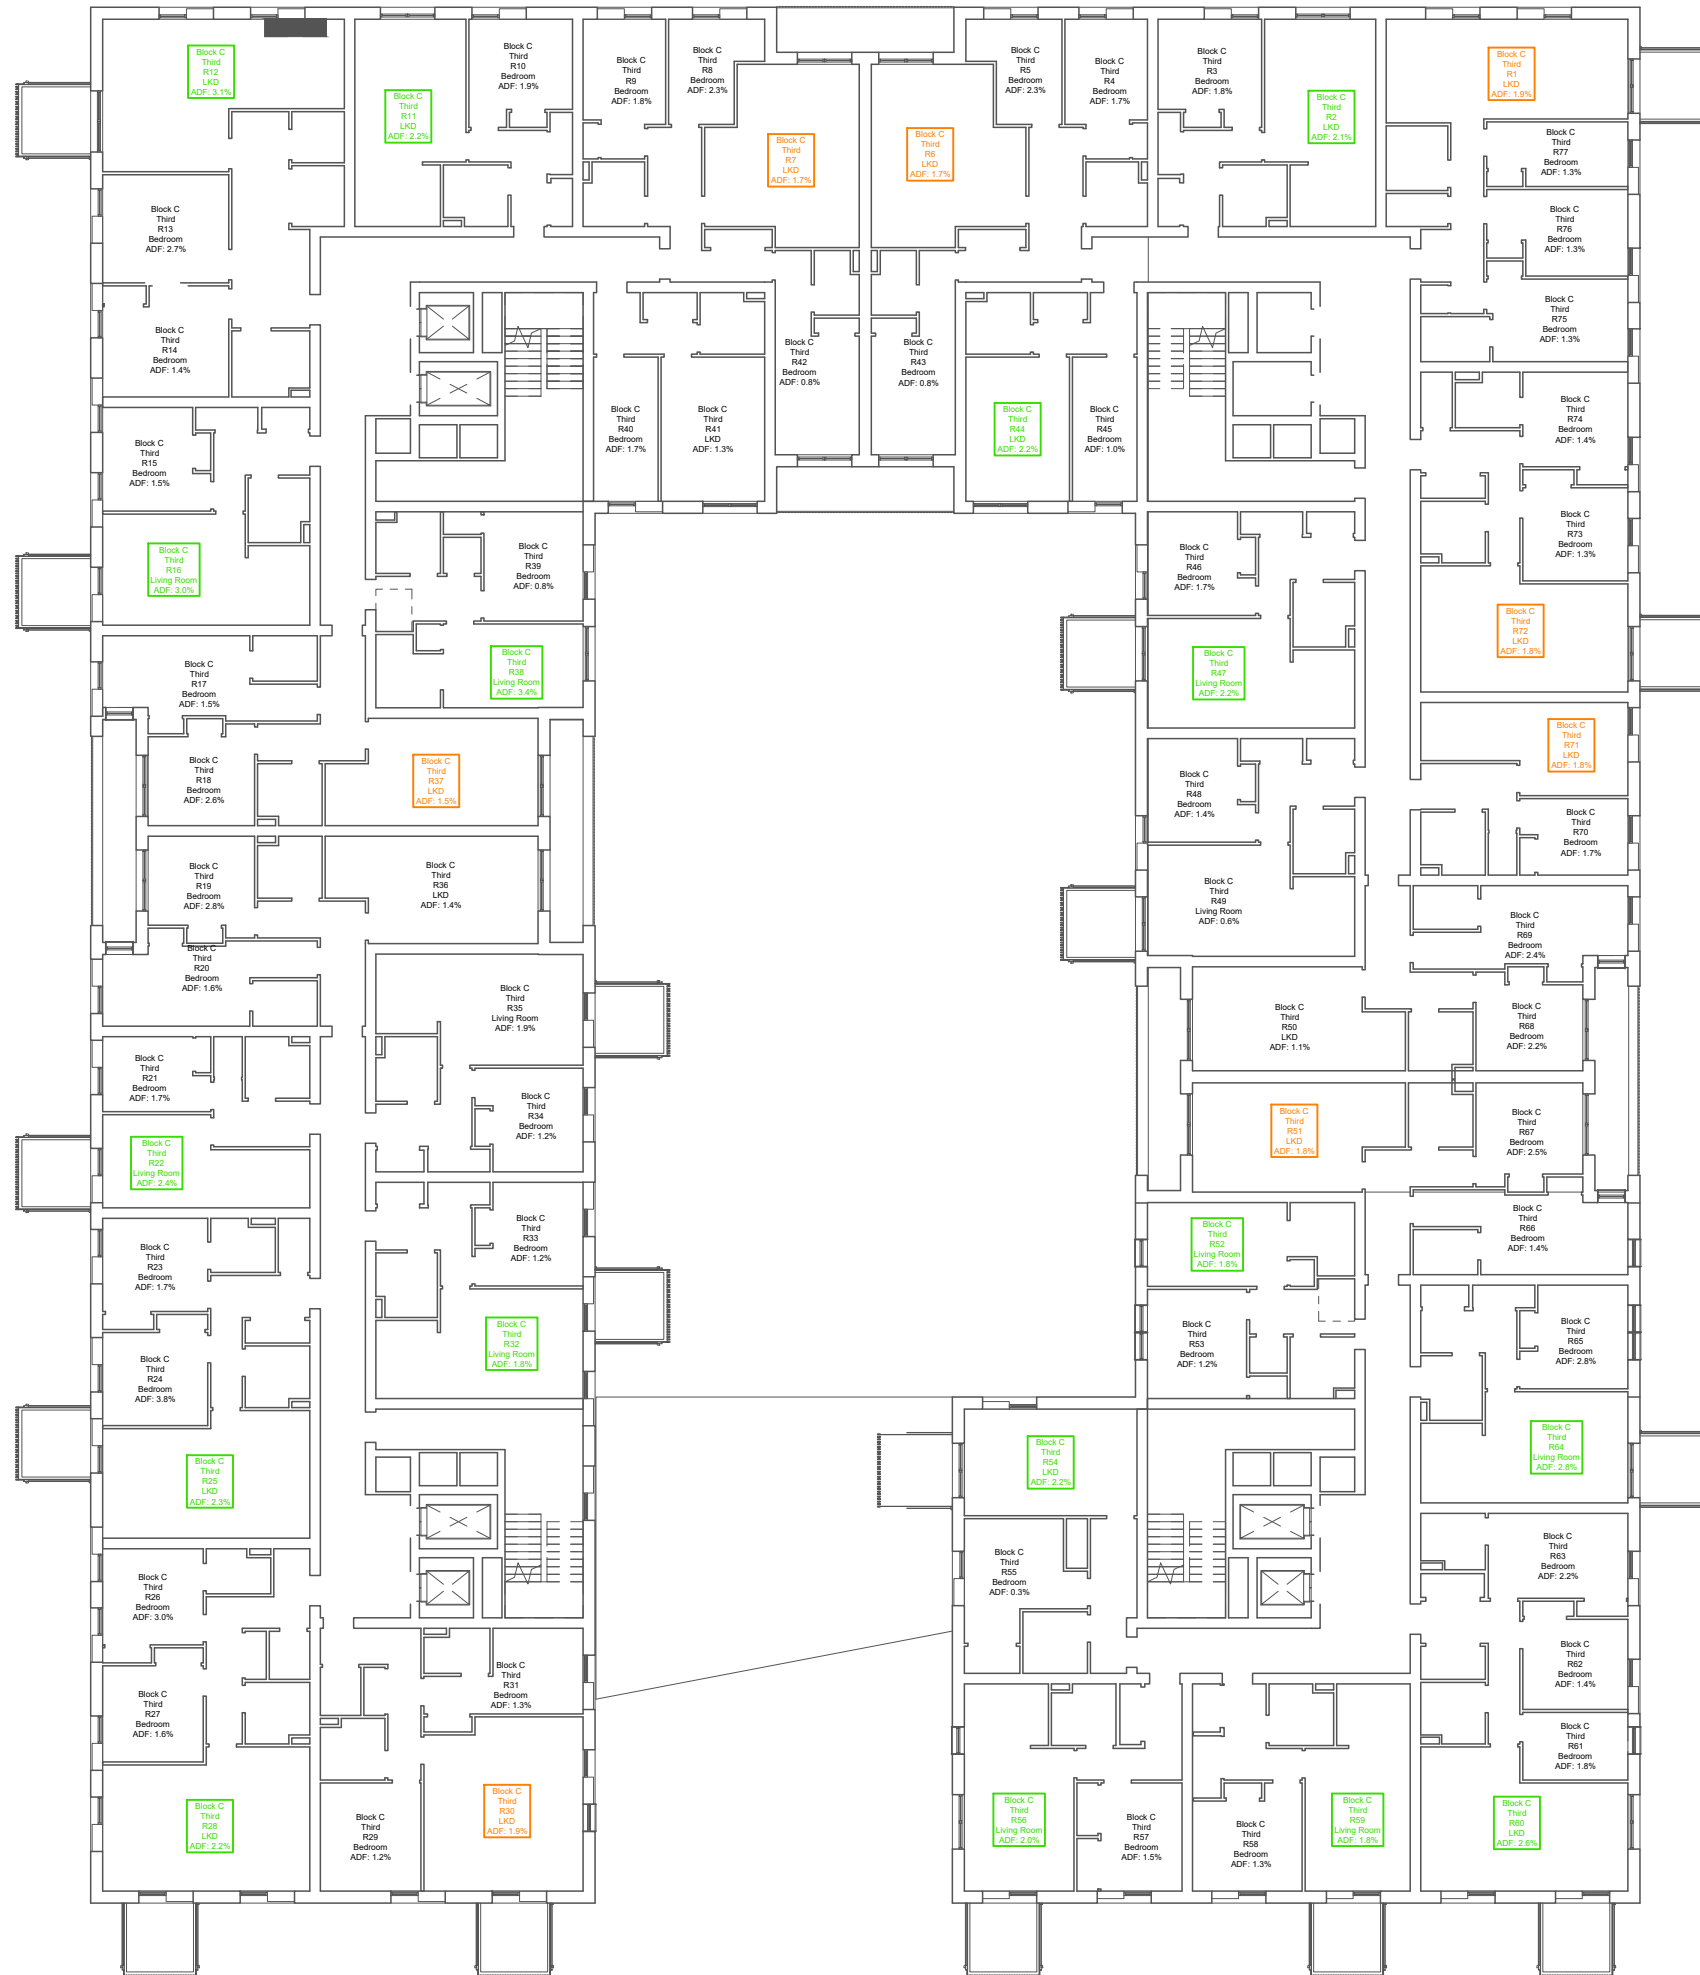 Block C
Third
R12
LKD
ADF: 3.1%
Block C
Third
R11
LKD
ADF: 2.2%
Block C
Third
R10
Bedroom
ADF: 1.9%
Block C
Third
R9
Bedroom
ADF: 1.8%
Block C
Third
R8
Bedroom
ADF: 2.3%
Block C
Third
R7
LKD
ADF: 1.7%
Block C
Third
R6
LKD
ADF: 1.7%
Block C
Third
R5
Bedroom
ADF: 2.3%
Block C
Third
R4
Bedroom
ADF: 1.7%
Block C
Third
R3
Bedroom
ADF: 1.8%
Block C
Third
R2
LKD
ADF: 2.1%
Block C
Third
R1
LKD
ADF: 1.9%
Block C
Third
R77
Bedroom
ADF: 1.3%
Block C
Third
R76
Bedroom
ADF: 1.3%
Block C
Third
R75
Bedroom
ADF: 1.3%
Block C
Third
R74
Bedroom
ADF: 1.4%
Block C
Third
R73
Bedroom
ADF: 1.3%
Block C
Third
R72
LKD
ADF: 1.8%
Block C
Third
R71
LKD
ADF: 1.8%
Block C
Third
R70
Bedroom
ADF: 1.7%
Block C
Third
R69
Bedroom
ADF: 2.4%
Block C
Third
R68
Bedroom
ADF: 2.2%
Block C
Third
R67
Bedroom
ADF: 2.5%
Block C
Third
R66
Bedroom
ADF: 1.4%
Block C
Third
R65
Bedroom
ADF: 2.8%
Block C
Third
R64
Living Room
ADF: 2.8%
Block C
Third
R63
Bedroom
ADF: 2.2%
Block C
Third
R62
Bedroom
ADF: 1.4%
Block C
Third
R61
Bedroom
ADF: 1.8%
Block C
Third
R60
LKD
ADF: 2.6%
Block C
Third
R59
Living Room
ADF: 1.8%
Block C
Third
R58
Bedroom
ADF: 1.3%
Block C
Third
R57
Bedroom
ADF: 1.5%
Block C
Third
R56
Living Room
ADF: 2.0%
Block C
Third
R55
Bedroom
ADF: 0.3%
Block C
Third
R54
LKD
ADF: 2.2%
Block C
Third
R53
Bedroom
ADF: 1.2%
Block C
Third
R52
Living Room
ADF: 1.8%
Block C
Third
R51
LKD
ADF: 1.8%
Block C
Third
R50
LKD
ADF: 1.1%
Block C
Third
R49
Living Room
ADF: 0.6%
Block C
Third
R48
Bedroom
ADF: 1.4%
Block C
Third
R47
Living Room
ADF: 2.2%
Block C
Third
R46
Bedroom
ADF: 1.7%
Block C
Third
R45
Bedroom
ADF: 1.0%
Block C
Third
R44
LKD
ADF: 2.2%
Block C
Third
R43
Bedroom
ADF: 0.8%
Block C
Third
R42
Bedroom
ADF: 0.8%
Block C
Third
R41
LKD
ADF: 1.3%
Block C
Third
R40
Bedroom
ADF: 1.7%
Block C
Third
R39
Bedroom
ADF: 0.8%
Block C
Third
R38
Living Room
ADF: 3.4%
Block C
Third
R37
LKD
ADF: 1.5%
Block C
Third
R36
LKD
ADF: 1.4%
Block C
Third
R35
Living Room
ADF: 1.9%
Block C
Third
R34
Bedroom
ADF: 1.2%
Block C
Third
R33
Bedroom
ADF: 1.2%
Block C
Third
R32
Living Room
ADF: 1.8%
Block C
Third
R31
Bedroom
ADF: 1.3%
Block C
Third
R30
LKD
ADF: 1.9%
Block C
Third
R29
Bedroom
ADF: 1.2%
Block C
Third
R28
LKD
ADF: 2.2%
Block C
Third
R27
Bedroom
ADF: 1.6%
Block C
Third
R26
Bedroom
ADF: 3.0%
Block C
Third
R25
LKD
ADF: 2.3%
Block C
Third
R24
Bedroom
ADF: 3.8%
Block C
Third
R23
Bedroom
ADF: 1.7%
Block C
Third
R22
Living Room
ADF: 2.4%
Block C
Third
R21
Bedroom
ADF: 1.7%
Block C
Third
R20
Bedroom
ADF: 1.6%
Block C
Third
R19
Bedroom
ADF: 2.8%
Block C
Third
R18
Bedroom
ADF: 2.6%
Block C
Third
R17
Bedroom
ADF: 1.5%
Block C
Third
R16
Living Room
ADF: 3.0%
Block C
Third
R15
Bedroom
ADF: 1.5%
Block C
Third
R14
Bedroom
ADF: 1.4%
Block C
Third
R13
Bedroom
ADF: 2.7%